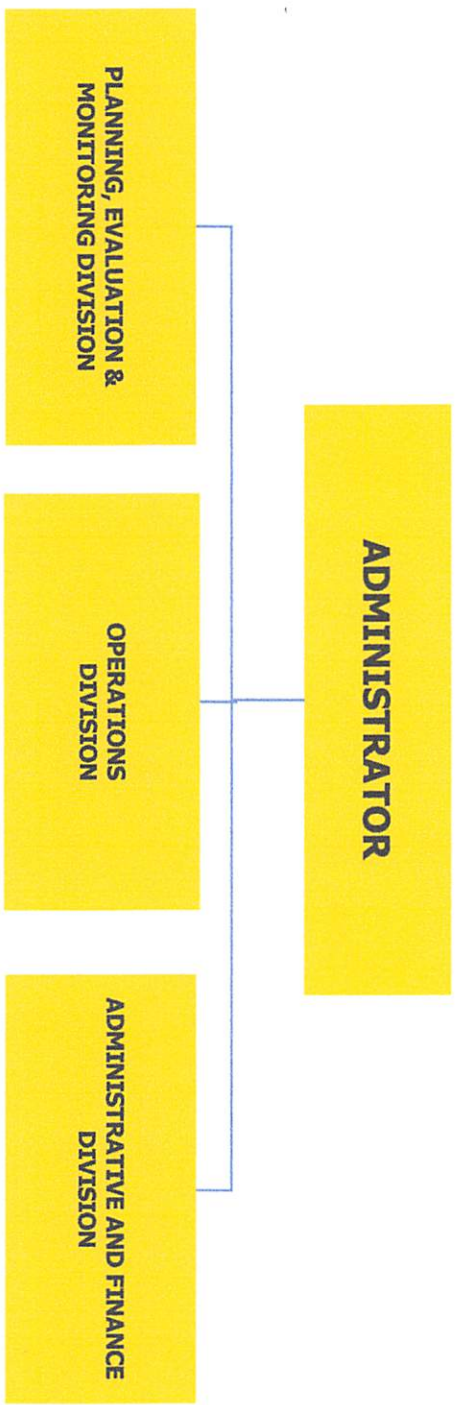 ADMINISTRATOR
PLANNING, EVALUATION &
MONITORING DIVISION
OPERATIONS
DIVISION
ADMINISTRATIVE AND FINANCE
DIVISION